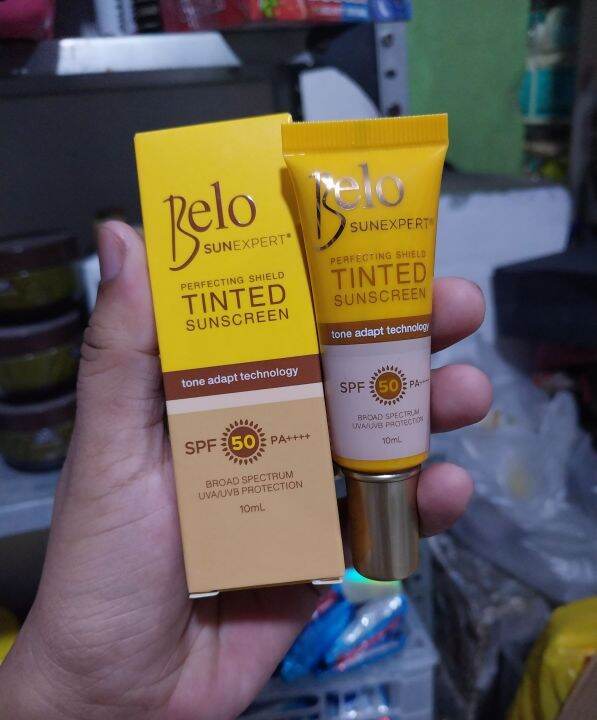 Belo
SUNEXPERT®
PERFECTING SHIELD
TINTED
SUNSCREEN
tone adapt technology
SPF 50 PA++++
BROAD SPECTRUM
UVA/UVB PROTECTION
10mL
Belo
SUNEXPERT®
PERFECTING SHIELD
TINTED
SUNSCREEN
tone adapt technology
SPF 50 PA++++
BROAD SPECTRUM
UVA/UVB PROTECTION
10mL